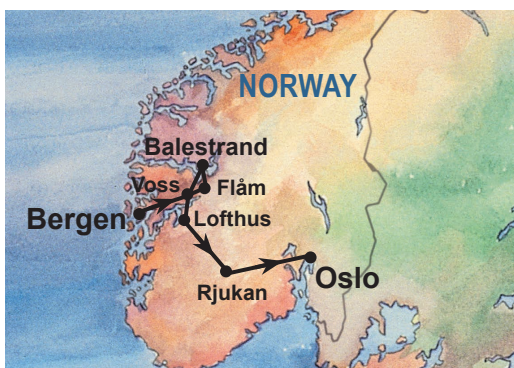 NORWAY
Balestrand
Voss
Flåm
Bergen
Lofthus
Rjukan
Oslo